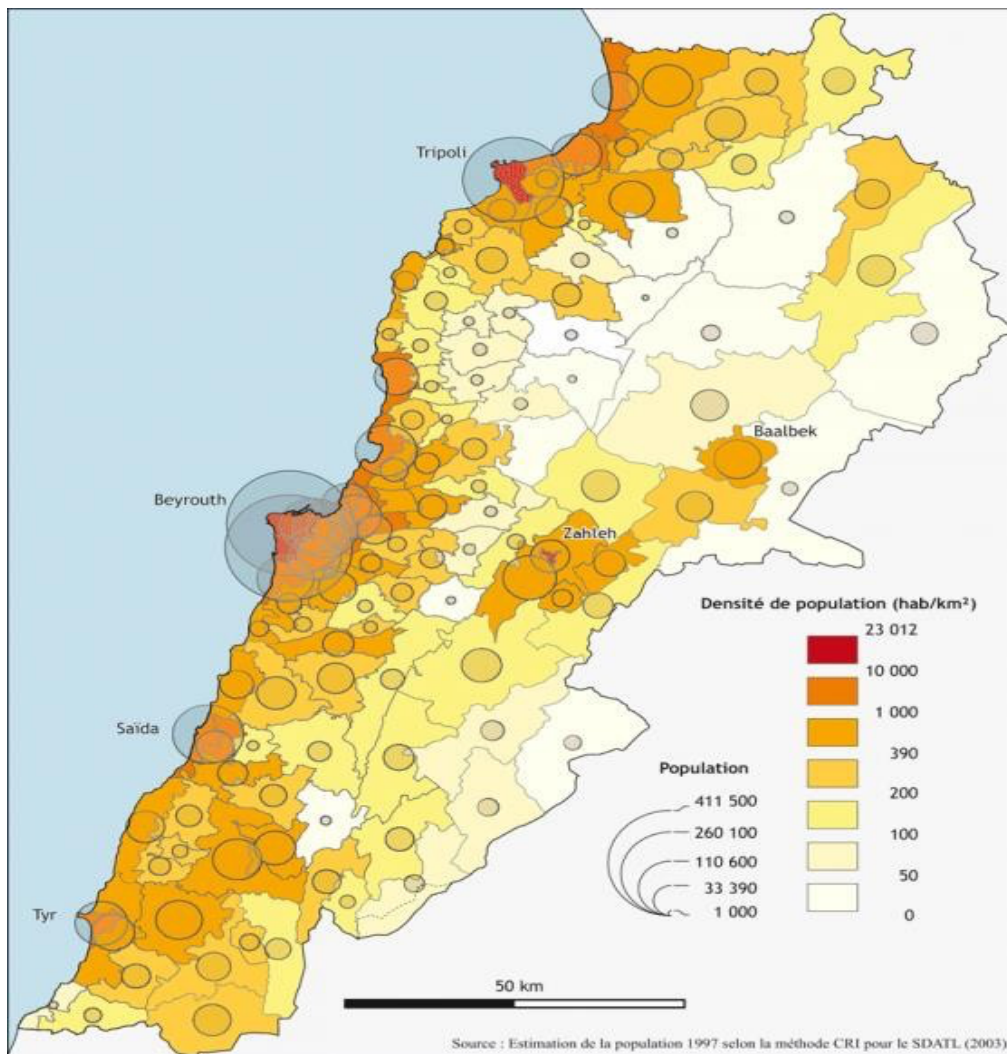 Tripoli
Baalbek
Beyrouth
Zahleh
Densité de population (hab/km²)
23 012
10 000
1 000
390
200
100
50
0
Saïda
Population
411 500
260 100
110 600
33 390
1 000
Tyr
50 km
Source : Estimation de la population 1997 selon la méthode CRI pour le SDATL (2003)